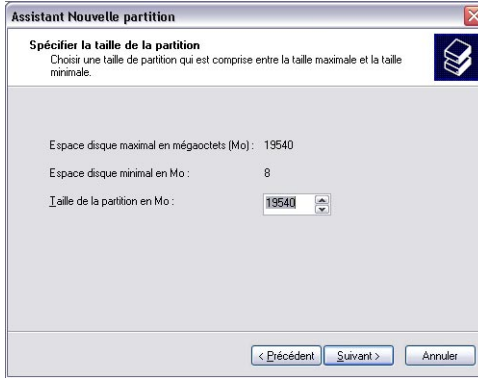 Assistant Nouvelle partition
Spécifier la taille de la partition
Choisir une taille de partition qui est comprise entre la taille maximale et la taille
minimale.
Espace disque maximal en mégaoctets (Mo) : 19540
Espace disque minimal en Mo : 8
Taille de la partition en Mo : 19540
< Précédent Suivant > Annuler